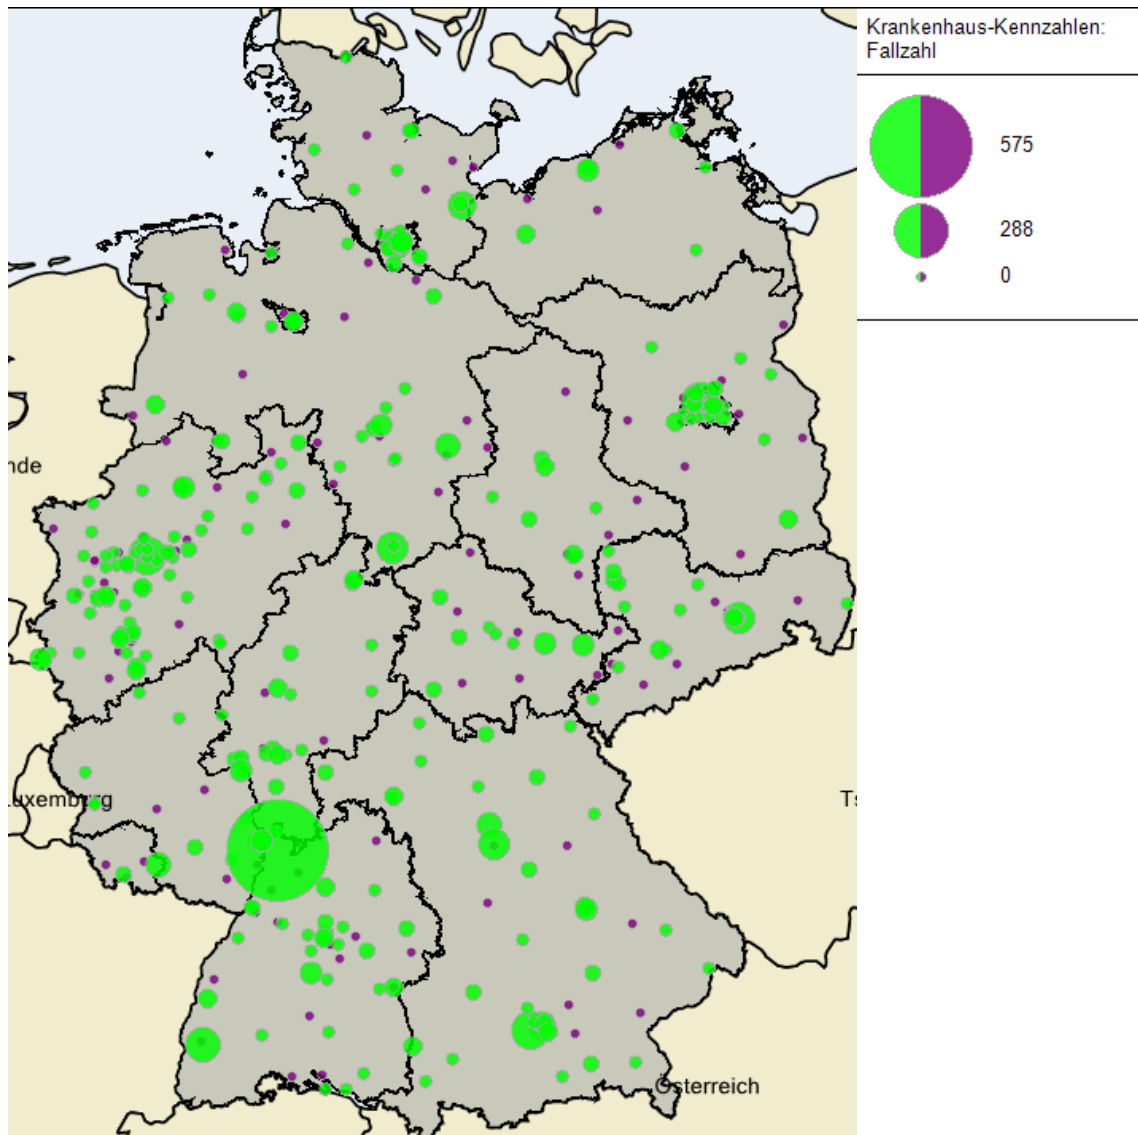 Krankenhaus-Kennzahlen:
Fallzahl
575
288
0
nde
Luxemburg
Ts
Österreich